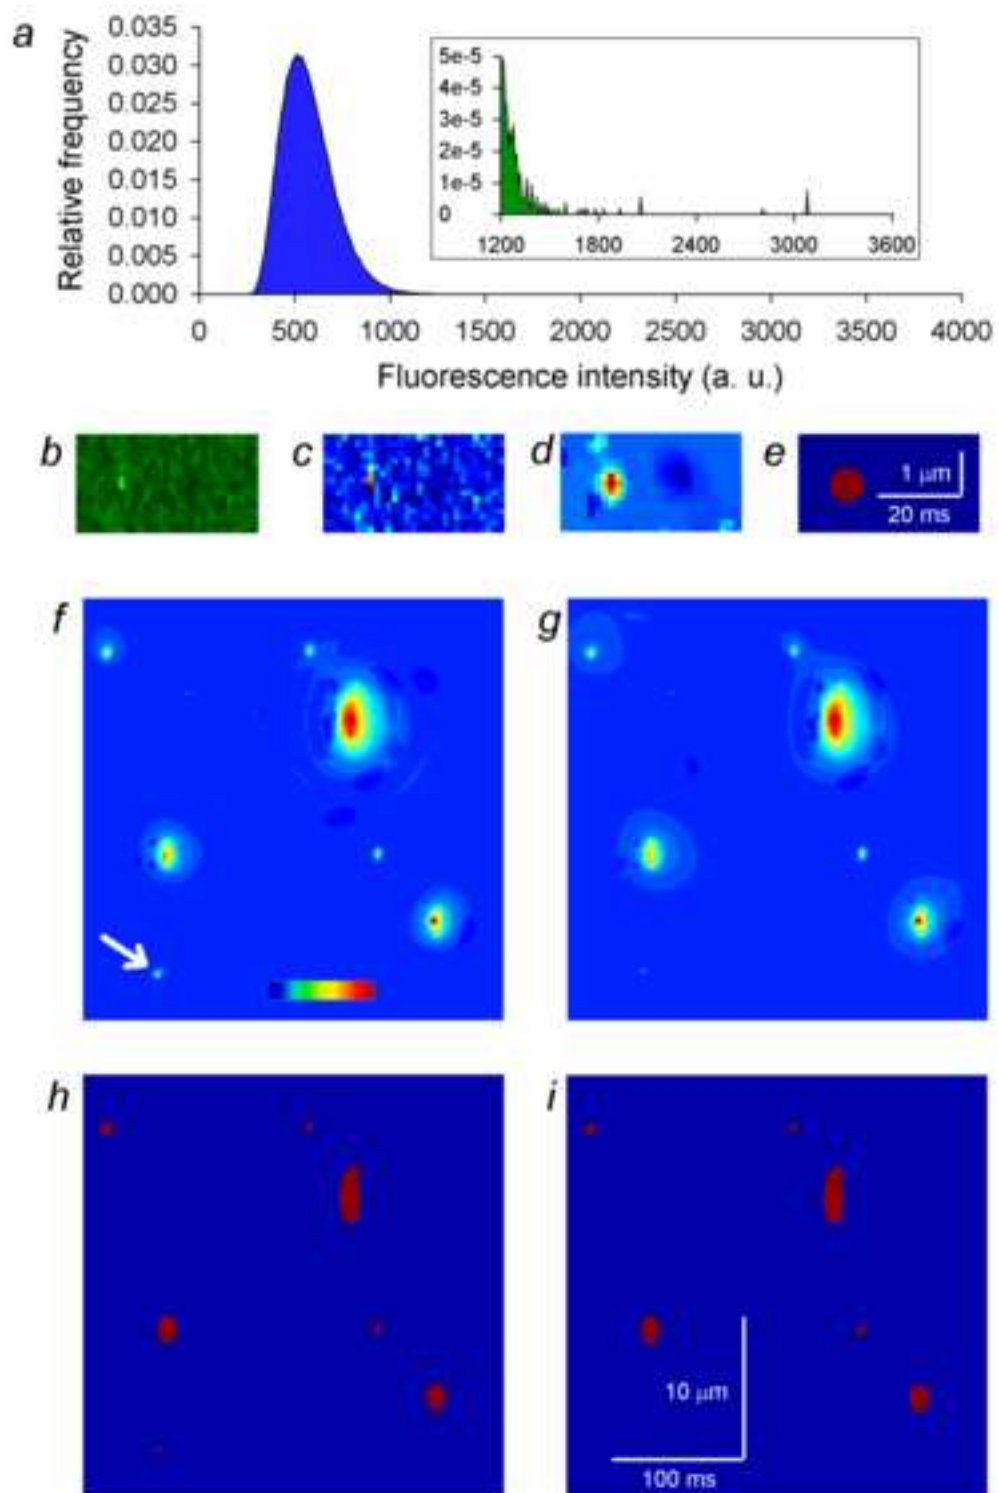 a
Relative frequency
0.035
0.030
0.025
0.020
0.015
0.010
0.005
0.000
0 500 1000 1500 2000 2500 3000 3500 4000
Fluorescence intensity (a. u.)
5e-5
4e-5
3e-5
2e-5
1e-5
0
1200 1800 2400 3000 3600
b
c
d
e
1 μm
20 ms
f
g
h
i
10 μm
100 ms